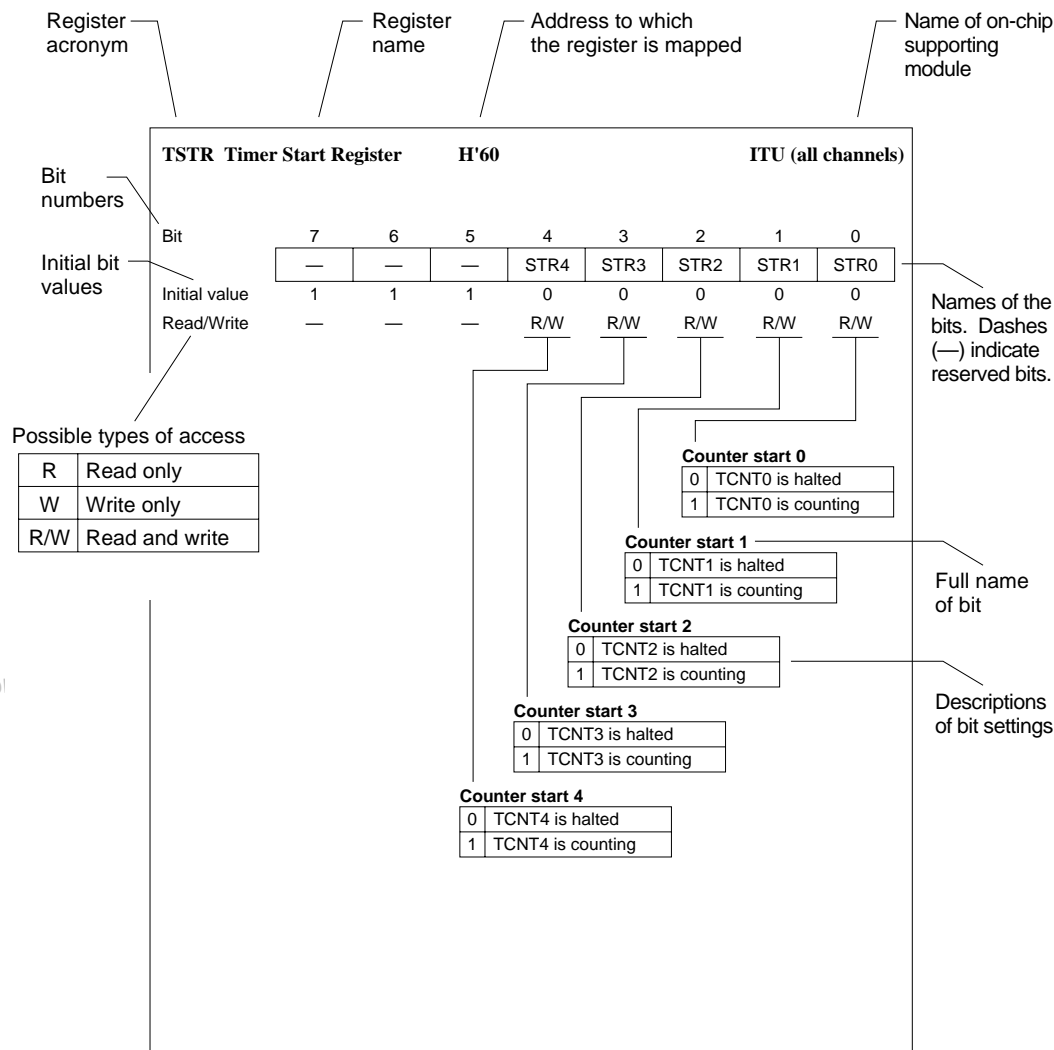 Register
acronym
Register
name
Address to which
the register is mapped
Name of on-chip
supporting
module
TSTR Timer Start Register H'60 ITU (all channels)
Bit
numbers
Bit 7 6 5 4 3 2 1 0
— — — STR4 STR3 STR2 STR1 STR0
Initial bit
values
Initial value 1 1 1 0 0 0 0 0
Read/Write — — — R/W R/W R/W R/W R/W
Names of the
bits. Dashes
(—) indicate
reserved bits.
Possible types of access
R Read only
W Write only
R/W Read and write
Counter start 0
0 TCNT0 is halted
1 TCNT0 is counting
Counter start 1
0 TCNT1 is halted
1 TCNT1 is counting
Full name
of bit
Counter start 2
0 TCNT2 is halted
1 TCNT2 is counting
Descriptions
of bit settings
Counter start 3
0 TCNT3 is halted
1 TCNT3 is counting
Counter start 4
0 TCNT4 is halted
1 TCNT4 is counting